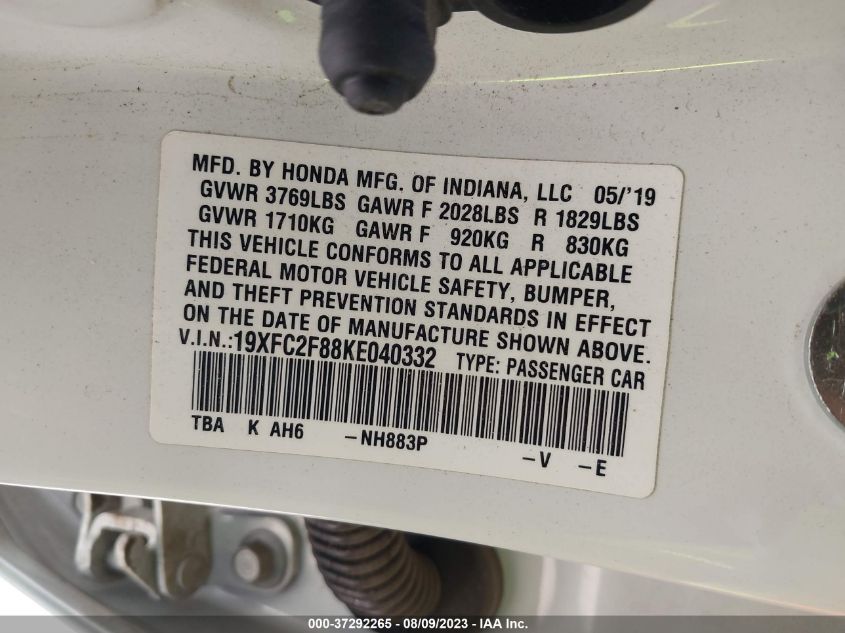 MFD. BY HONDA MFG. OF INDIANA, LLC 05/'19
GVWR 3769LBS GAWR F 2028LBS R 1829LBS
GVWR 1710KG GAWR F 920KG R 830KG
THIS VEHICLE CONFORMS TO ALL APPLICABLE
FEDERAL MOTOR VEHICLE SAFETY, BUMPER,
AND THEFT PREVENTION STANDARDS IN EFFECT
ON THE DATE OF MANUFACTURE SHOWN ABOVE.
V.I.N.:19XFC2F88KE040332 TYPE: PASSENGER CAR
TBA K AH6 -NH883P -V -E
000-37292265 - 08/09/2023 - IAA Inc.